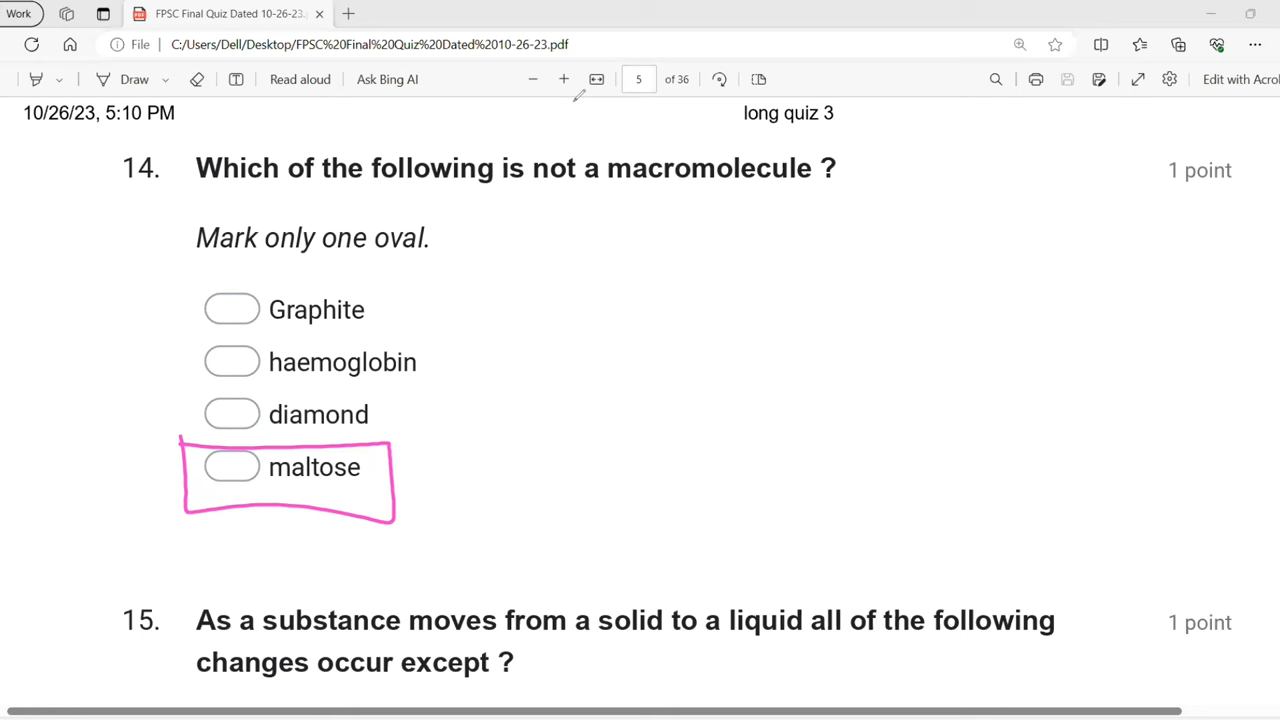 Work
FPSC Final Quiz Dated 10-26-23.
File
C:/Users/Dell/Desktop/FPSC%20Final%20Quiz%20Dated%2010-26-23.pdf
Draw
Read aloud
Ask Bing AI
5
of 36
Edit with Acro
10/26/23, 5:10 PM
long quiz 3
14. Which of the following is not a macromolecule ?
1 point
Mark only one oval.
Graphite
haemoglobin
diamond
maltose
15. As a substance moves from a solid to a liquid all of the following
1 point
changes occur except ?